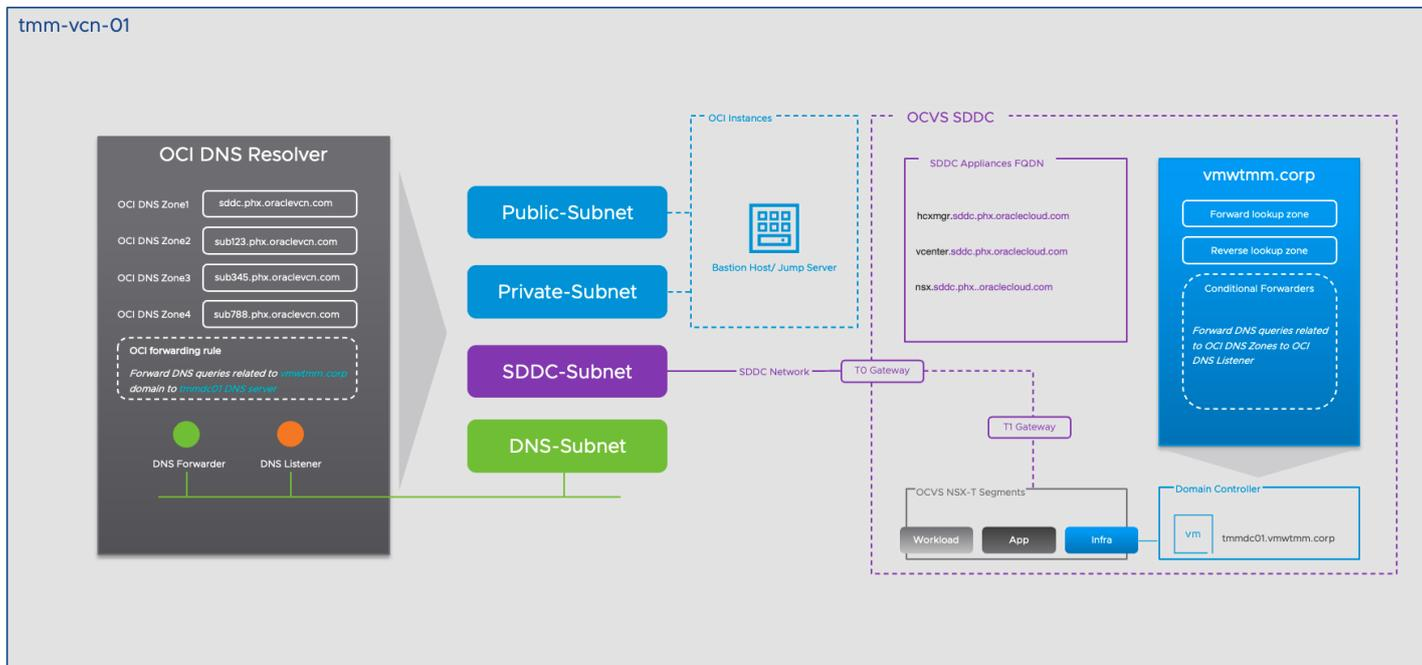 tmm-vcn-01
OCI DNS Resolver
OCI DNS Zone1
sddc.phx.oraclevcn.com
OCI DNS Zone2
sub123.phx.oraclevcn.com
OCI DNS Zone3
sub345.phx.oraclevcn.com
OCI DNS Zone4
sub788.phx.oraclevcn.com
OCI forwarding rule
Forward DNS queries related to vmwtmm.corp
domain to tmmdc01 DNS server
DNS Forwarder
DNS Listener
Public-Subnet
Private-Subnet
SDDC-Subnet
DNS-Subnet
OCI Instances
Bastion Host/ Jump Server
SDDC Network
T0 Gateway
OCVS SDDC
SDDC Appliances FQDN
hcxmgr.sddc.phx.oraclecloud.com
vcenter.sddc.phx.oraclecloud.com
nsx.sddc.phx..oraclecloud.com
T1 Gateway
OCVS NSX-T Segments
Workload
App
Infra
vmwtmm.corp
Forward lookup zone
Reverse lookup zone
Conditional Forwarders
Forward DNS queries related
to OCI DNS Zones to OCI
DNS Listener
Domain Controller
vm
tmmdc01.vmwtmm.corp